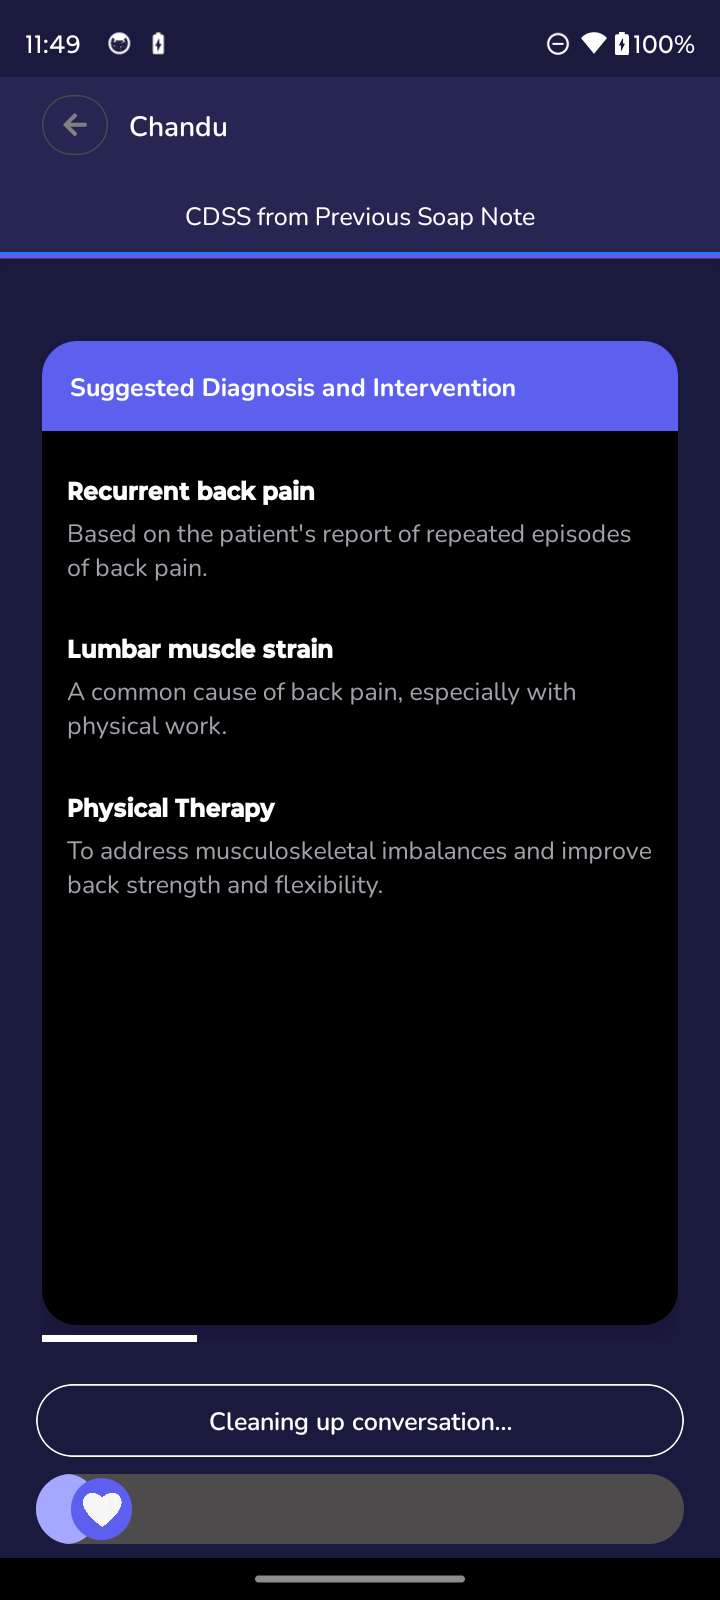 11:49
100%
Chandu
CDSS from Previous Soap Note
Suggested Diagnosis and Intervention
Recurrent back pain
Based on the patient's report of repeated episodes
of back pain.
Lumbar muscle strain
A common cause of back pain, especially with
physical work.
Physical Therapy
To address musculoskeletal imbalances and improve
back strength and flexibility.
Cleaning up conversation...